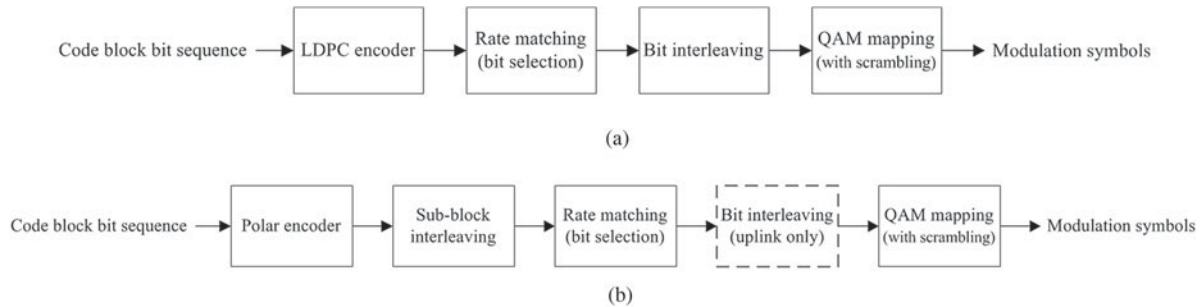 Code block bit sequence
LDPC encoder
Rate matching
(bit selection)
Bit interleaving
QAM mapping
(with scrambling)
Modulation symbols
(a)
Code block bit sequence
Polar encoder
Sub-block
interleaving
Rate matching
(bit selection)
Bit interleaving
(uplink only)
QAM mapping
(with scrambling)
Modulation symbols
(b)